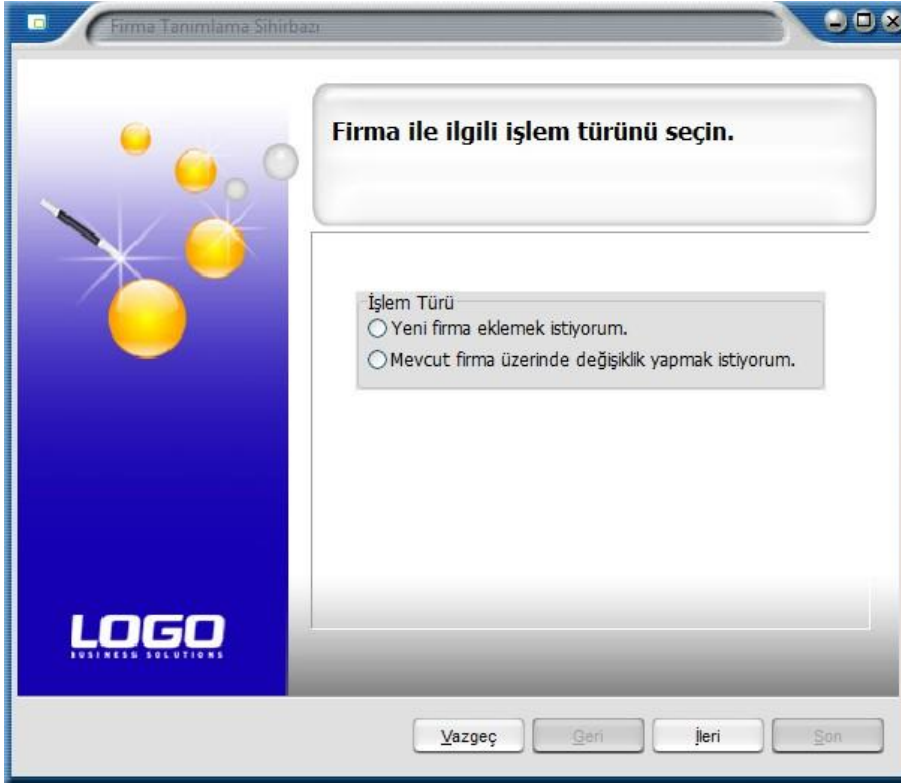 Firma Tanımlama Sihirbazı
Firma ile ilgili işlem türünü seçin.
İşlem Türü
Yeni firma eklemek istiyorum.
Mevcut firma üzerinde değişiklik yapmak istiyorum.
LOGO
BUSINESS SOLUTIONS
Vazgeç
Geri
İleri
Son